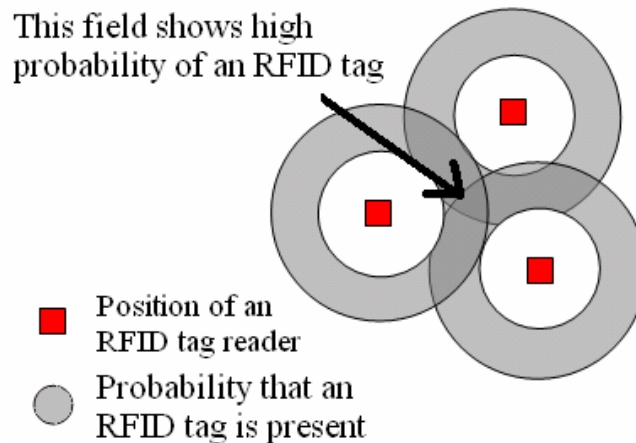 This field shows high
probability of an RFID tag
Position of an
RFID tag reader
Probability that an
RFID tag is present